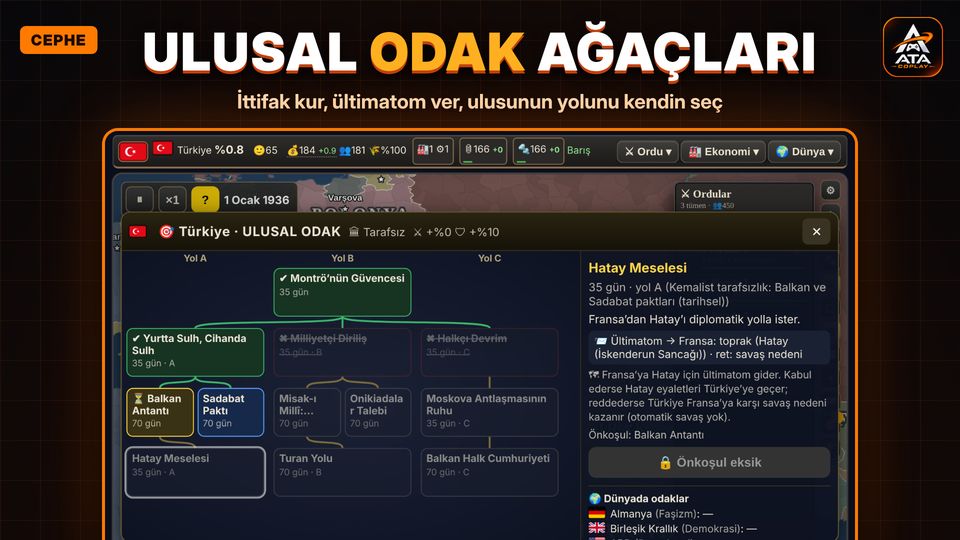 CEPHE
ULUSAL ODAK AĞAÇLARI
ATA
COPLAY
İttifak kur, ültimatom ver, ulusunun yolunu kendin seç
Türkiye %0.8 65 184 +0.9 181 %100 1 1 166 +0 166 +0 Barış
Ordu ▾ Ekonomi ▾ Dünya ▾
×1 ? 1 Ocak 1936
Varşova
POLONYA
Ordular
3 tümen · 450
Türkiye · ULUSAL ODAK Tarafsız +%0 +%10 ✕
Yol A Yol B Yol C
✔ Montrö'nün Güvencesi
35 gün
✔ Yurtta Sulh, Cihanda
Sulh
35 gün · A
✖ Milliyetçi Diriliş
35 gün · B
✖ Halkçı Devrim
35 gün · C
Balkan
Antantı
70 gün
Sadabat
Paktı
70 gün
Misak-ı
Millî:...
70 gün
Onikiadala
r Talebi
70 gün
Moskova Antlaşmasının
Ruhu
35 gün · C
Hatay Meselesi
35 gün · A
Turan Yolu
70 gün · B
Balkan Halk Cumhuriyeti
70 gün · C
Hatay Meselesi
35 gün · yol A (Kemalist tarafsızlık: Balkan ve
Sadabat paktları (tarihsel))
Fransa'dan Hatay'ı diplomatik yolla ister.
Ültimatom → Fransa: toprak (Hatay
(İskenderun Sancağı)) · ret: savaş nedeni
Fransa'ya Hatay için ültimatom gider. Kabul
ederse Hatay eyaletleri Türkiye'ye geçer;
reddederse Türkiye Fransa'ya karşı savaş nedeni
kazanır (otomatik savaş yok).
Önkoşul: Balkan Antantı
Önkoşul eksik
Dünyada odaklar
Almanya (Faşizm): —
Birleşik Krallık (Demokrasi): —